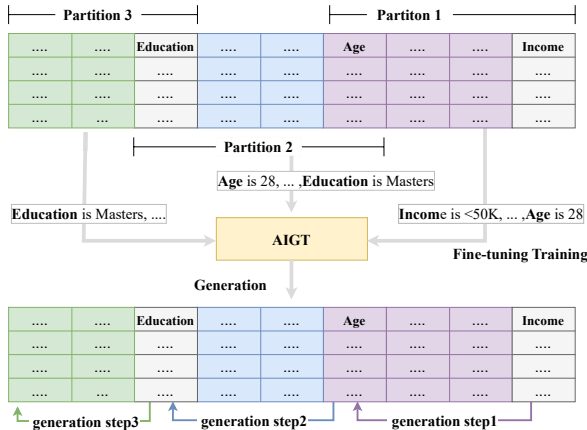 Partition 3 Partiton 1
.... .... Education .... .... Age .... .... Income
.... .... .... .... .... .... .... .... ....
.... .... .... .... .... .... .... .... ....
.... ... .... .... .... .... .... .... ....
Partition 2
Age is 28, ... ,Education is Masters
Education is Masters, ....
Income is <50K, ... ,Age is 28
AIGT
Fine-tuning Training
Generation
.... .... Education .... .... Age .... .... Income
.... .... .... .... .... .... .... .... ....
.... .... .... .... .... .... .... .... ....
.... ... .... .... .... .... .... .... ....
generation step3 generation step2 generation step1